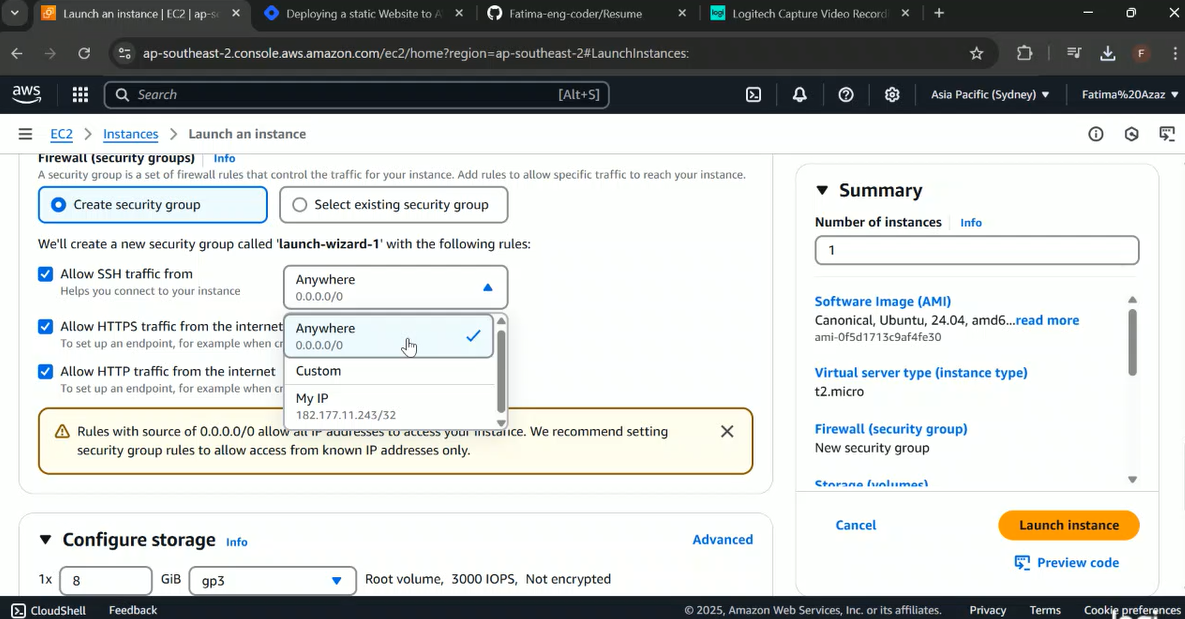 Launch an instance | EC2 | ap-s
Deploying a static Website to A
Fatima-eng-coder/Resume
logi
Logitech Capture Video Record
ap-southeast-2.console.aws.amazon.com/ec2/home?region=ap-southeast-2#LaunchInstances:
F
aws
Search
[Alt+S]
Asia Pacific (Sydney)
Fatima%20Azaz
EC2
Instances
Launch an instance
Firewall (security groups)
Info
A security group is a set of firewall rules that control the traffic for your instance. Add rules to allow specific traffic to reach your instance.
Create security group
Select existing security group
We'll create a new security group called 'launch-wizard-1' with the following rules:
Allow SSH traffic from
Helps you connect to your instance
Anywhere
0.0.0.0/0
Allow HTTPS traffic from the internet
To set up an endpoint, for example when cr
Allow HTTP traffic from the internet
To set up an endpoint, for example when cr
Anywhere
0.0.0.0/0
Custom
My IP
182.177.11.243/32
Rules with source of 0.0.0.0/0 allow all IP addresses to access your instance. We recommend setting
security group rules to allow access from known IP addresses only.
Configure storage
Info
Advanced
1x
8
GiB
gp3
Root volume, 3000 IOPS, Not encrypted
Summary
Number of instances
Info
1
Software Image (AMI)
Canonical, Ubuntu, 24.04, amd6...read more
ami-0f5d1713c9af4fe30
Virtual server type (instance type)
t2.micro
Firewall (security group)
New security group
Storage (volumes)
Cancel
Launch instance
Preview code
CloudShell
Feedback
© 2025, Amazon Web Services, Inc. or its affiliates.
Privacy
Terms
Cookie preferences
logi